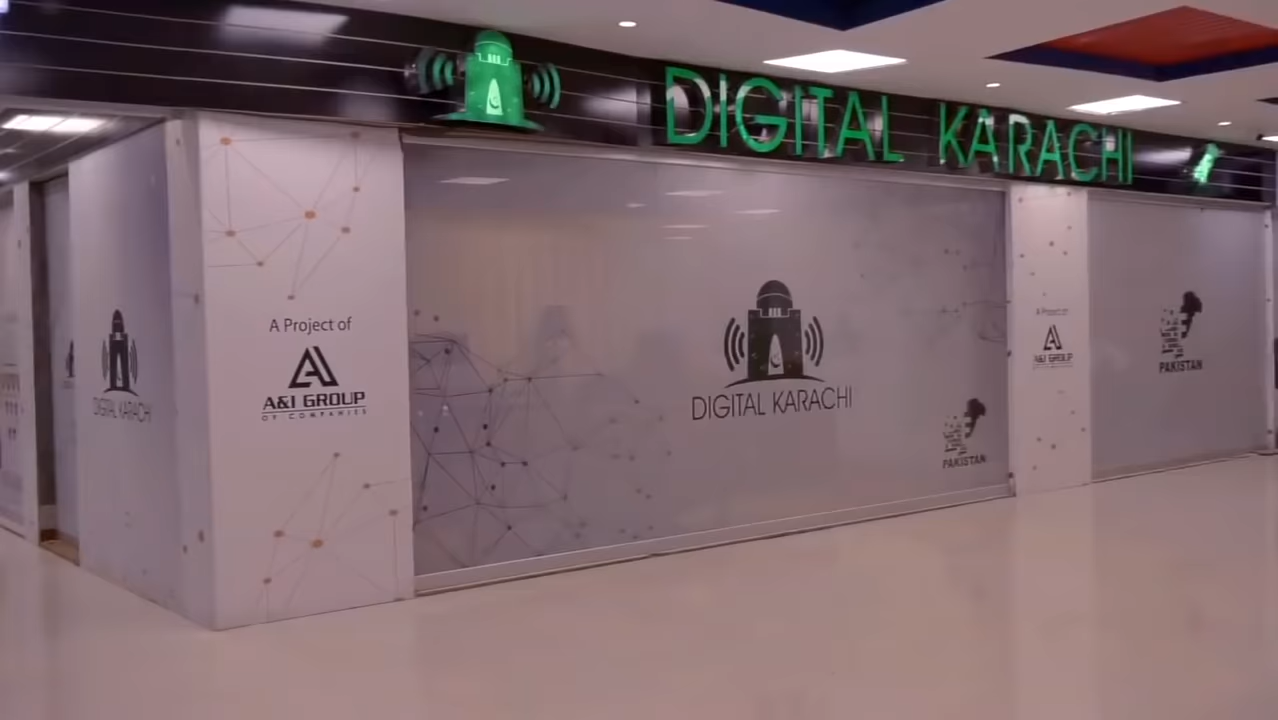 DIGITAL KARACHI
DIGITAL KARACHI
A Project of
A&I GROUP
OF COMPANIES
DIGITAL KARACHI
PAKISTAN
A Project of
A&I GROUP
PAKISTAN